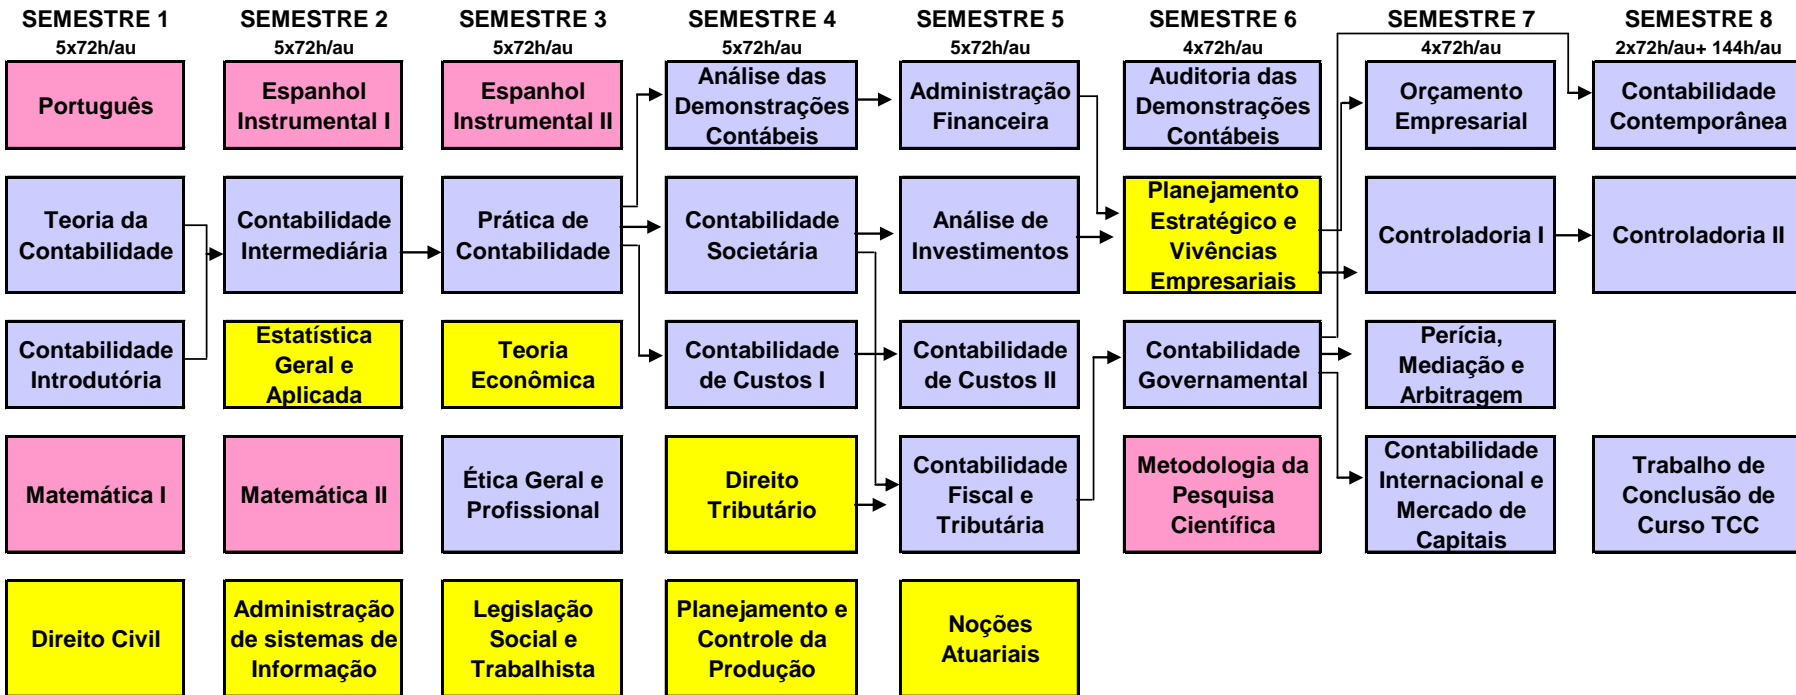 SEMESTRE 1
5x72h/au
SEMESTRE 2
5x72h/au
SEMESTRE 3
5x72h/au
SEMESTRE 4
5x72h/au
SEMESTRE 5
5x72h/au
SEMESTRE 6
4x72h/au
SEMESTRE 7
4x72h/au
SEMESTRE 8
2x72h/au+ 144h/au
Português
Espanhol
Instrumental I
Espanhol
Instrumental II
Análise das
Demonstrações
Contábeis
Administração
Financeira
Auditoria das
Demonstrações
Contábeis
Orçamento
Empresarial
Contabilidade
Contemporânea
Teoria da
Contabilidade
Contabilidade
Intermediária
Prática de
Contabilidade
Contabilidade
Societária
Análise de
Investimentos
Planejamento
Estratégico e
Vivências
Empresariais
Controladoria I
Controladoria II
Contabilidade
Introdutória
Estatística
Geral e
Aplicada
Teoria
Econômica
Contabilidade
de Custos I
Contabilidade
de Custos II
Contabilidade
Governamental
Perícia,
Mediação e
Arbitragem
Matemática I
Matemática II
Ética Geral e
Profissional
Direito
Tributário
Contabilidade
Fiscal e
Tributária
Metodologia da
Pesquisa
Científica
Contabilidade
Internacional e
Mercado de
Capitais
Trabalho de
Conclusão de
Curso TCC
Direito Civil
Administração
de sistemas de
Informação
Legislação
Social e
Trabalhista
Planejamento e
Controle da
Produção
Noções
Atuariais